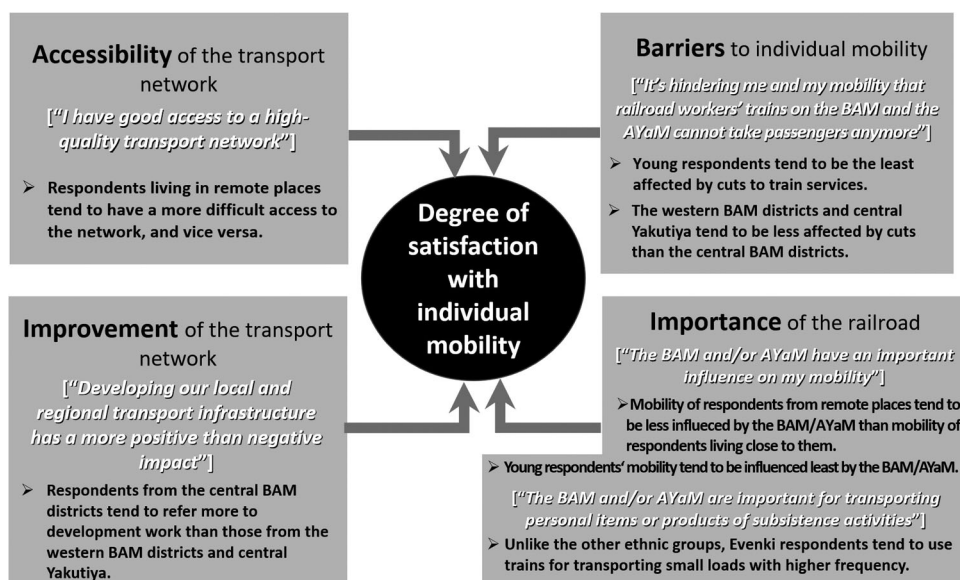 Accessibility of the transport
network
["I have good access to a high-
quality transport network"]
➢ Respondents living in remote places
tend to have a more difficult access to
the network, and vice versa.
Barriers to individual mobility
["It's hindering me and my mobility that
railroad workers' trains on the BAM and the
AYaM cannot take passengers anymore"]
➢ Young respondents tend to be the least
affected by cuts to train services.
➢ The western BAM districts and central
Yakutiya tend to be less affected by cuts
than the central BAM districts.
Degree of
satisfaction
with
individual
mobility
Improvement of the transport
network
["Developing our local and
regional transport infrastructure
has a more positive than negative
impact"]
➢ Respondents from the central BAM
districts tend to refer more to
development work than those from the
western BAM districts and central
Yakutiya.
Importance of the railroad
["The BAM and/or AYaM have an important
influence on my mobility"]
➢Mobility of respondents from remote places tend to
be less influeced by the BAM/AYaM than mobility of
respondents living close to them.
➢ Young respondents' mobility tend to be influenced least by the BAM/AYaM.
["The BAM and/or AYaM are important for transporting
personal items or products of subsistence activities"]
➢ Unlike the other ethnic groups, Evenki respondents tend to use
trains for transporting small loads with higher frequency.